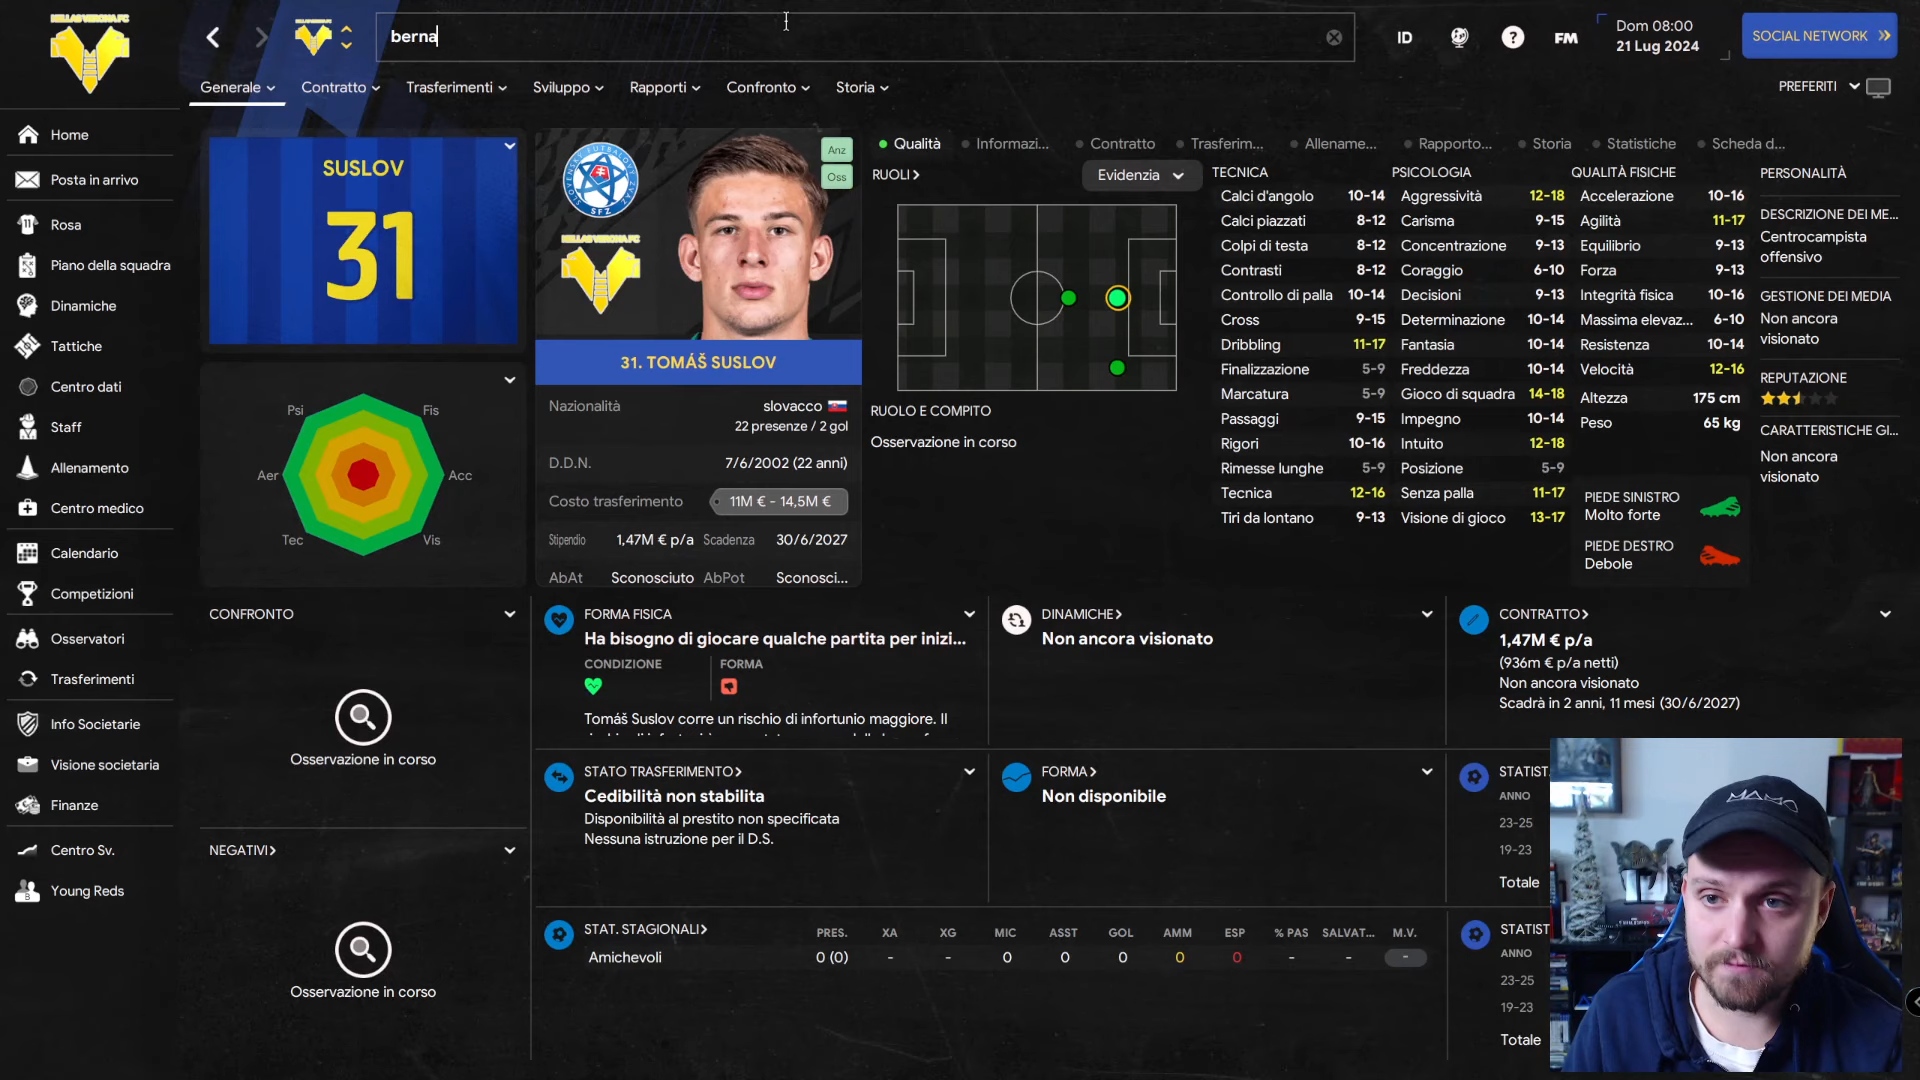 HELLAS VERONA FC
berna
ID
FM
Dom 08:00
21 Lug 2024
SOCIAL NETWORK
Generale
Contratto
Trasferimenti
Sviluppo
Rapporti
Confronto
Storia
PREFERITI
Home
Posta in arrivo
Rosa
Piano della squadra
Dinamiche
Tattiche
Centro dati
Staff
Allenamento
Centro medico
Calendario
Competizioni
Osservatori
Trasferimenti
Info Societarie
Visione societaria
Finanze
Centro Sv.
Young Reds
SUSLOV
31
Psi
Fis
Aer
Acc
Tec
Vis
SLOVENSKÝ FUTBALOVÝ ZVÄZ
SFZ
HELLAS VERONA FC
Anz
Oss
31. TOMÁŠ SUSLOV
Nazionalità
slovacco
22 presenze / 2 gol
D.D.N.
7/6/2002 (22 anni)
Costo trasferimento
11M € - 14,5M €
Stipendio
1,47M € p/a
Scadenza
30/6/2027
AbAt
Sconosciuto
AbPot
Sconosci...
Qualità
Informazi...
Contratto
Trasferim...
Allename...
Rapporto...
Storia
Statistiche
Scheda d...
RUOLI
Evidenzia
RUOLO E COMPITO
Osservazione in corso
TECNICA
Calci d'angolo 10-14
Calci piazzati 8-12
Colpi di testa 8-12
Contrasti 8-12
Controllo di palla 10-14
Cross 9-15
Dribbling 11-17
Finalizzazione 5-9
Marcatura 5-9
Passaggi 9-15
Rigori 10-16
Rimesse lunghe 5-9
Tecnica 12-16
Tiri da lontano 9-13
PSICOLOGIA
Aggressività 12-18
Carisma 9-15
Concentrazione 9-13
Coraggio 6-10
Decisioni 9-13
Determinazione 10-14
Fantasia 10-14
Freddezza 10-14
Gioco di squadra 14-18
Impegno 10-14
Intuito 12-18
Posizione 5-9
Senza palla 11-17
Visione di gioco 13-17
QUALITÀ FISICHE
Accelerazione 10-16
Agilità 11-17
Equilibrio 9-13
Forza 9-13
Integrità fisica 10-16
Massima elevaz... 6-10
Resistenza 10-14
Velocità 12-16
Altezza 175 cm
Peso 65 kg
PIEDE SINISTRO
Molto forte
PIEDE DESTRO
Debole
PERSONALITÀ
DESCRIZIONE DEI ME...
Centrocampista
offensivo
GESTIONE DEI MEDIA
Non ancora
visionato
REPUTAZIONE
CARATTERISTICHE GI...
Non ancora
visionato
CONFRONTO
Osservazione in corso
NEGATIVI
Osservazione in corso
FORMA FISICA
Ha bisogno di giocare qualche partita per inizi...
CONDIZIONE
FORMA
Tomáš Suslov corre un rischio di infortunio maggiore. Il
DINAMICHE
Non ancora visionato
CONTRATTO
1,47M € p/a
(936m € p/a netti)
Non ancora visionato
Scadrà in 2 anni, 11 mesi (30/6/2027)
STATO TRASFERIMENTO
Cedibilità non stabilita
Disponibilità al prestito non specificata
Nessuna istruzione per il D.S.
FORMA
Non disponibile
STATIST
ANNO
23-25
19-23
Totale
STAT. STAGIONALI
PRES. XA XG MIC ASST GOL AMM ESP % PAS SALVAT... M.V.
Amichevoli 0 (0) - - 0 0 0 0 0 - - -
STATIST
ANNO
23-25
19-23
Totale
MAMO